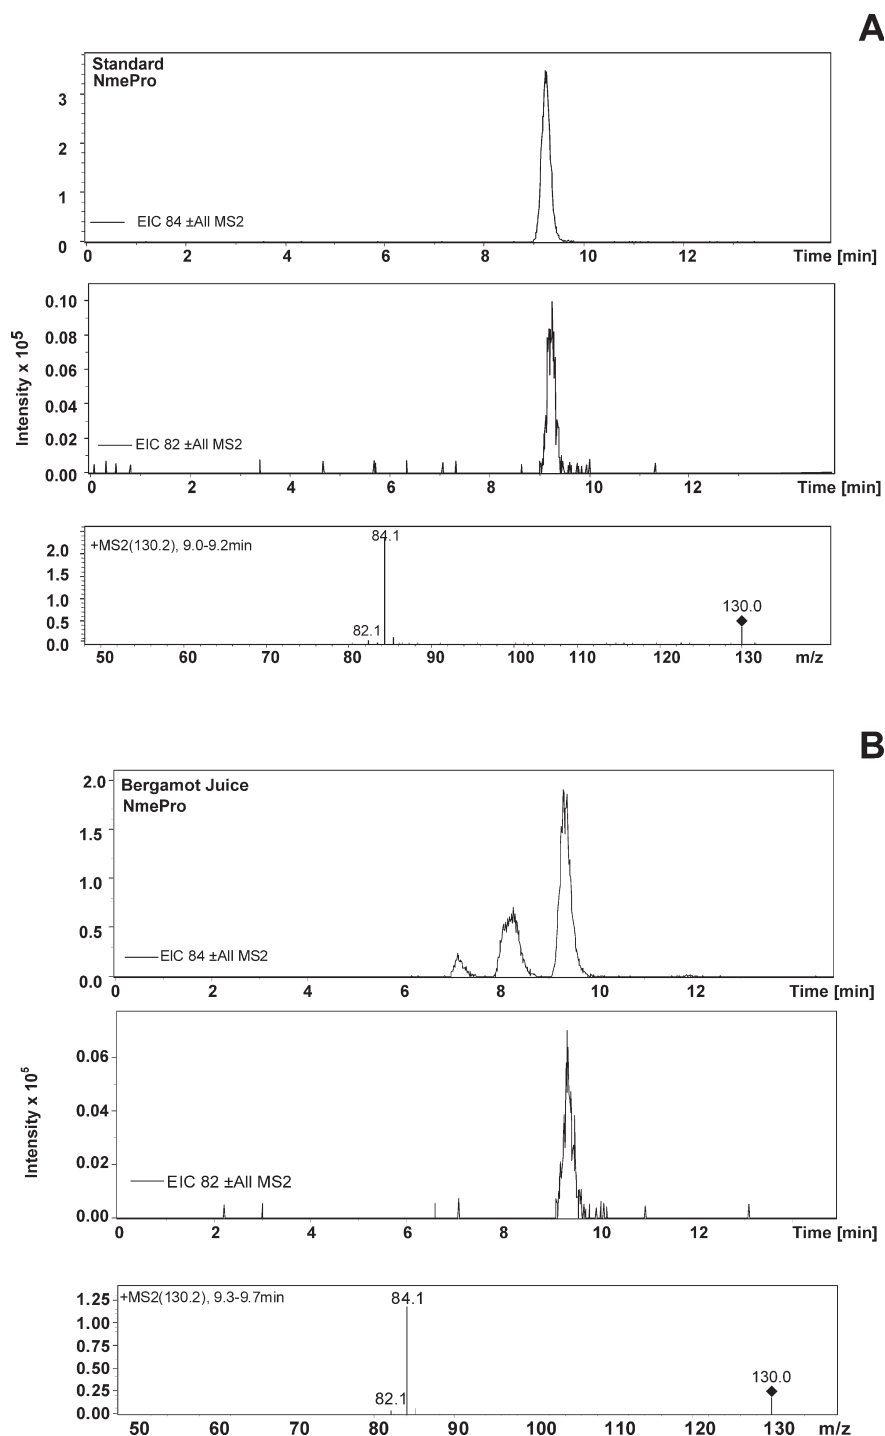 A
Standard
NmePro
3
2
1
0
EIC 84 ±All MS2
0 2 4 6 8 10 12 Time [min]
Intensity x 10⁵
0.10
0.08
0.06
0.04
0.02
0.00
EIC 82 ±All MS2
0 2 4 6 8 10 12 Time [min]
+MS2(130.2), 9.0-9.2min
2.0
1.5
1.0
0.5
0.0
84.1
82.1
130.0
50 60 70 80 90 100 110 120 130 m/z
B
Bergamot Juice
NmePro
2.0
1.5
1.0
0.5
0.0
EIC 84 ±All MS2
0 2 4 6 8 10 12 Time [min]
Intensity x 10⁵
0.06
0.04
0.02
0.00
EIC 82 ±All MS2
0 2 4 6 8 10 12 Time [min]
+MS2(130.2), 9.3-9.7min
1.25
1.00
0.75
0.50
0.25
0.00
84.1
82.1
130.0
50 60 70 80 90 100 110 120 130 m/z